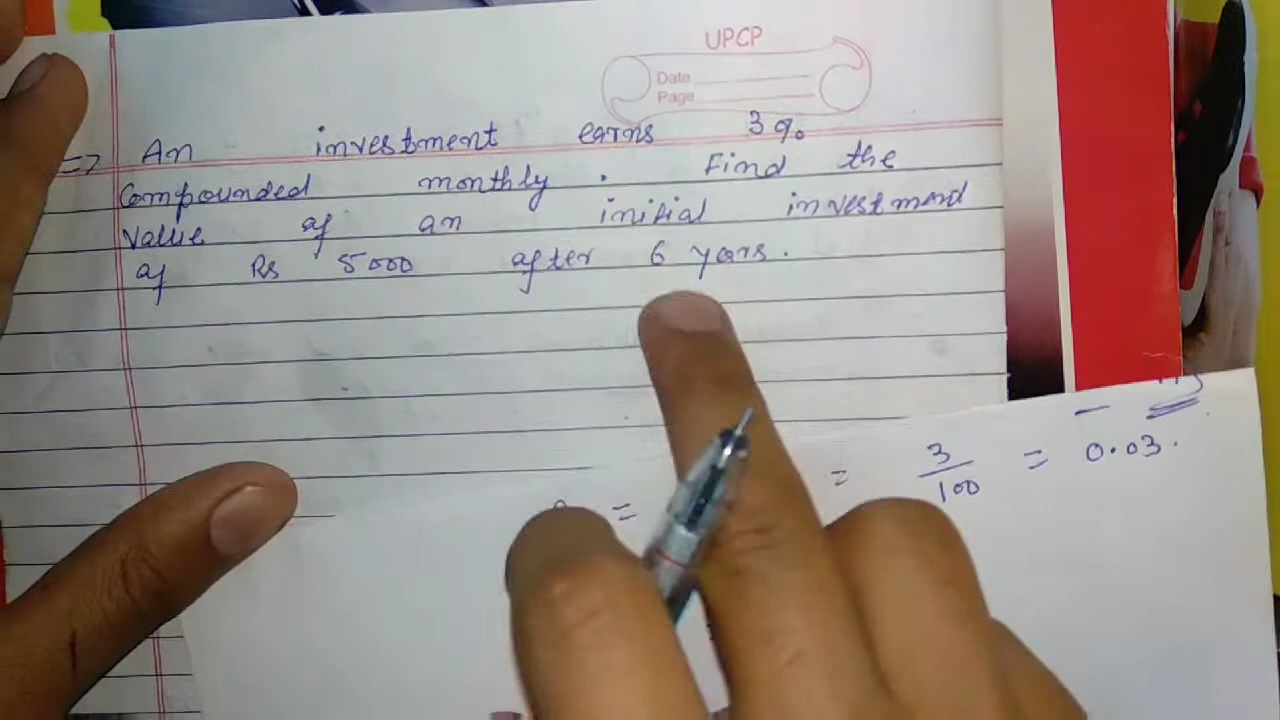 UPCP
Date
Page
=> An investment earns 3%
Compounded monthly. Find the
value of an initial investment
of Rs 5000 after 6 years.
= = 3/100 = 0.03.